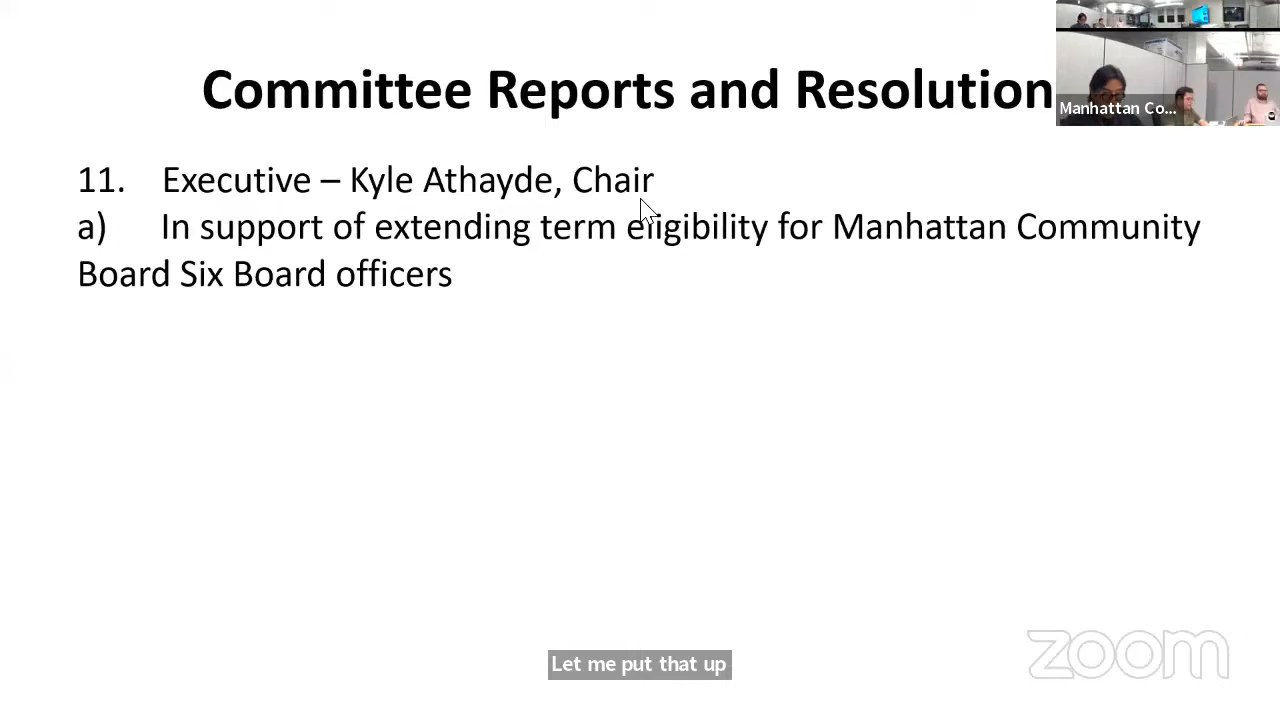 Committee Reports and Resolution
Manhattan Co...
11. Executive – Kyle Athayde, Chair
a) In support of extending term eligibility for Manhattan Community
Board Six Board officers
Let me put that up
zoom